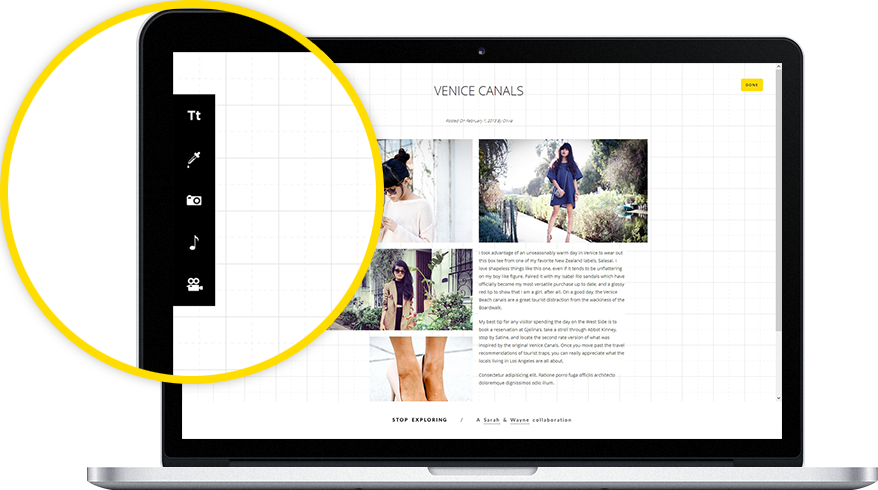 Tt
VENICE CANALS
DONE
Posted On February 7, 2013 By Olivia
I took advantage of an unseasonably warm day in Venice to wear out
this box tee from one of my favorite New Zealand labels, Salasai. I
love shapeless things like this one, even if it tends to be unflattering
on my boy like figure. Paired it with my Isabel Rio sandals which have
officially become my most versatile purchase up to date, and a glossy
red tip to show that I am a girl, after all. On a good day, the Venice
Beach canals are a great tourist distraction from the wackiness of the
Boardwalk.
My best tip for any visitor spending the day on the West Side is to
book a reservation at Gjelina's, take a stroll through Abbot Kinney,
stop by Satine, and locate the second rate version of what was
inspired by the original Venice Canals. Once you move past the travel
recommendations of tourist traps, you can really appreciate what the
locals living in Los Angeles are all about.
Consectetur adipisicing elit. Ratione porro fuga officiis architecto
doloremque dignissimos odio illum.
STOP EXPLORING / A Sarah & Wayne collaboration